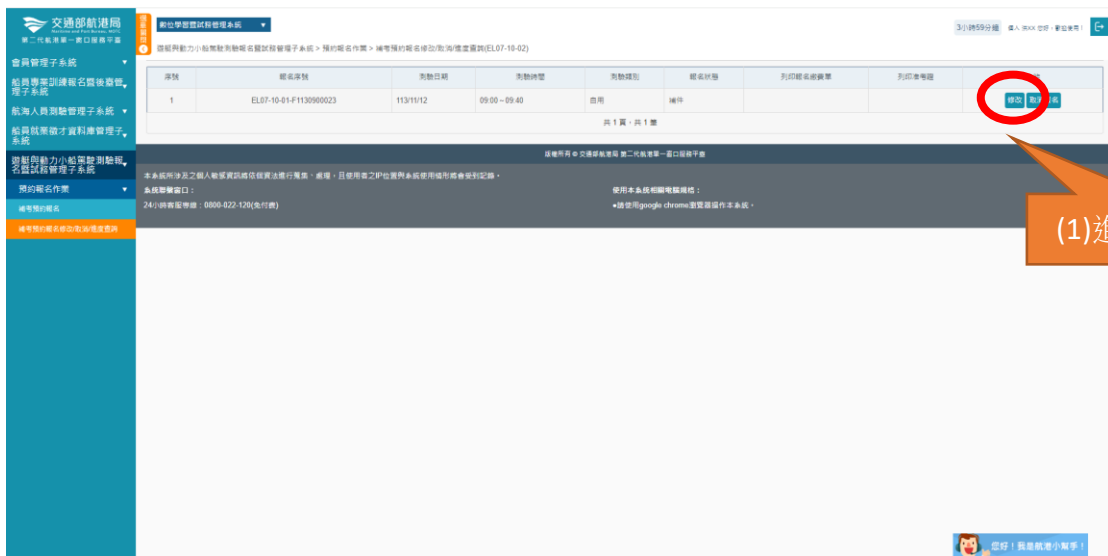 交通部航港局
Maritime and Port Bureau, MOTC
第二代航港單一窗口服務平臺
數位學習暨試務管理系統
3小時59分鐘
您好,歡迎使用!
遊艇與動力小船駕駛測驗報名暨試務管理子系統 > 預約報名作業 > 補考預約報名修改/取消/進度查詢(EL07-10-02)
會員管理子系統
船員專業訓練報名暨後臺管理子系統
航海人員測驗管理子系統
船員就業徵才資料庫管理子系統
遊艇與動力小船駕駛測驗報名暨試務管理子系統
預約報名作業
補考預約報名
補考預約報名修改/取消/進度查詢
序號 報名序號 測驗日期 測驗時間 測驗類別 報名狀態 列印報名繳費單 列印准考證
1 EL07-10-01-F1130900023 113/11/12 09:00 ~ 09:40 自用 補件 修改
共 1 頁,共 1 筆
版權所有 © 交通部航港局 第二代航港單一窗口服務平臺
本系統所涉及之個人敏感資訊將依個資法進行蒐集、處理,且使用者之IP位置與系統使用情形將會受到記錄。
系統聯繫窗口:
24小時客服專線:0800-022-120(免付費)
使用本系統相關電腦規格:
●請使用google chrome瀏覽器操作本系統。
(1)進
您好!我是航港小幫手!